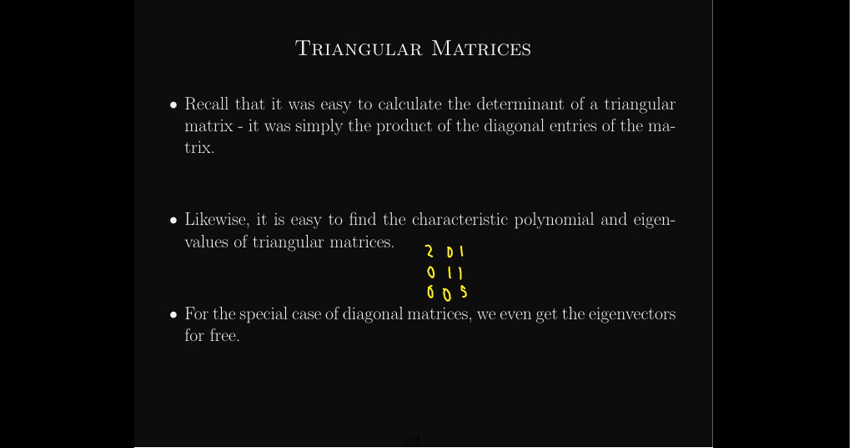 Triangular Matrices
• Recall that it was easy to calculate the determinant of a triangular
matrix - it was simply the product of the diagonal entries of the ma-
trix.
• Likewise, it is easy to find the characteristic polynomial and eigen-
values of triangular matrices.
2 0 1
0 1 1
0 0 5
• For the special case of diagonal matrices, we even get the eigenvectors
for free.